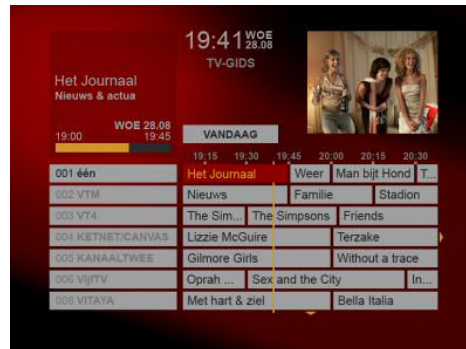 19:41 WOE 28.08
TV-GIDS
Het Journaal
Nieuws & actua
WOE 28.08
19:00 19:45
VANDAAG
19:15 19:30 19:45 20:00 20:15 20:30
001 één Het Journaal Weer Man bijt Hond T...
002 VTM Nieuws Familie Stadion
003 VT4 The Sim... The Simpsons Friends
004 KETNET/CANVAS Lizzie McGuire Terzake
005 KANAALTWEE Gilmore Girls Without a trace
006 VijfTV Oprah ... Sex and the City In...
008 VITAYA Met hart & ziel Bella Italia